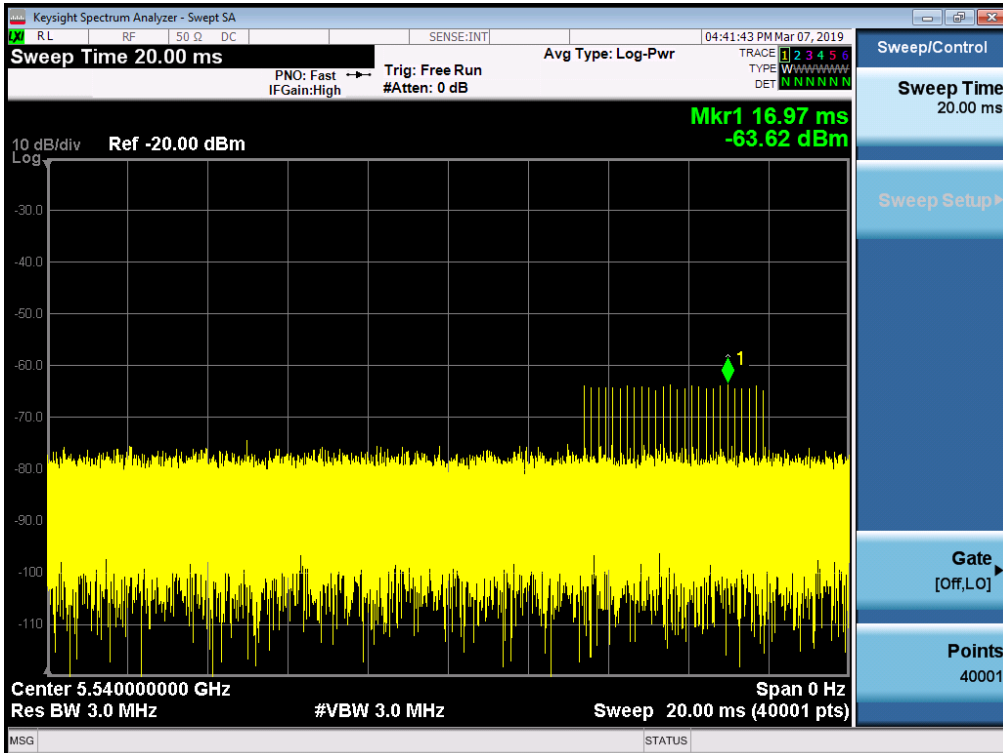 Keysight Spectrum Analyzer - Swept SA
LXI RL RF 50 Ω DC SENSE:INT 04:41:43 PM Mar 07, 2019
Sweep Time 20.00 ms
PNO: Fast
IFGain:High
Trig: Free Run
#Atten: 0 dB
Avg Type: Log-Pwr
TRACE 1 2 3 4 5 6
TYPE WWWWWW
DET N N N N N N
Mkr1 16.97 ms
-63.62 dBm
10 dB/div Ref -20.00 dBm
Log
-30.0
-40.0
-50.0
-60.0
1
-70.0
-80.0
-90.0
-100
-110
Center 5.540000000 GHz Span 0 Hz
Res BW 3.0 MHz #VBW 3.0 MHz Sweep 20.00 ms (40001 pts)
MSG STATUS
Sweep/Control
Sweep Time
20.00 ms
Sweep Setup
Gate
[Off,LO]
Points
40001